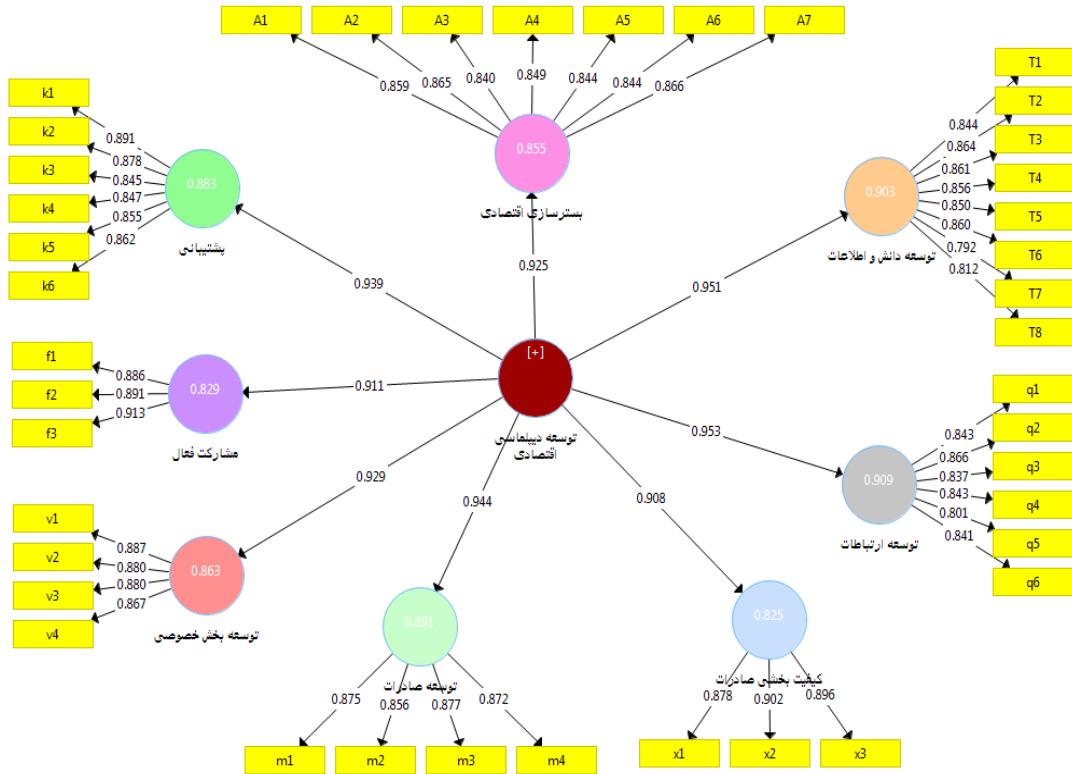 A1 A2 A3 A4 A5 A6 A7
0.859 0.865 0.840 0.849 0.844 0.844 0.866
0.855
بسترسازی اقتصادی
0.925
k1
k2
k3
k4
k5
k6
0.891
0.878
0.845
0.847
0.855
0.862
0.883
پشتیبانی
0.939
T1
T2
T3
T4
T5
T6
T7
T8
0.844
0.864
0.861
0.856
0.850
0.860
0.792
0.812
0.903
توسعه دانش و اطلاعات
0.951
[+]
توسعه دیپلماسی
اقتصادی
f1
f2
f3
0.886
0.891
0.913
0.829
مشارکت فعال
0.911
q1
q2
q3
q4
q5
q6
0.843
0.866
0.837
0.843
0.801
0.841
0.909
توسعه ارتباطات
0.953
v1
v2
v3
v4
0.887
0.880
0.880
0.867
0.863
توسعه بخش خصوصی
0.929
0.944
0.891
توسعه صادرات
0.875 0.856 0.877 0.872
m1 m2 m3 m4
0.908
0.825
کیفیت بخشی صادرات
0.878 0.902 0.896
x1 x2 x3